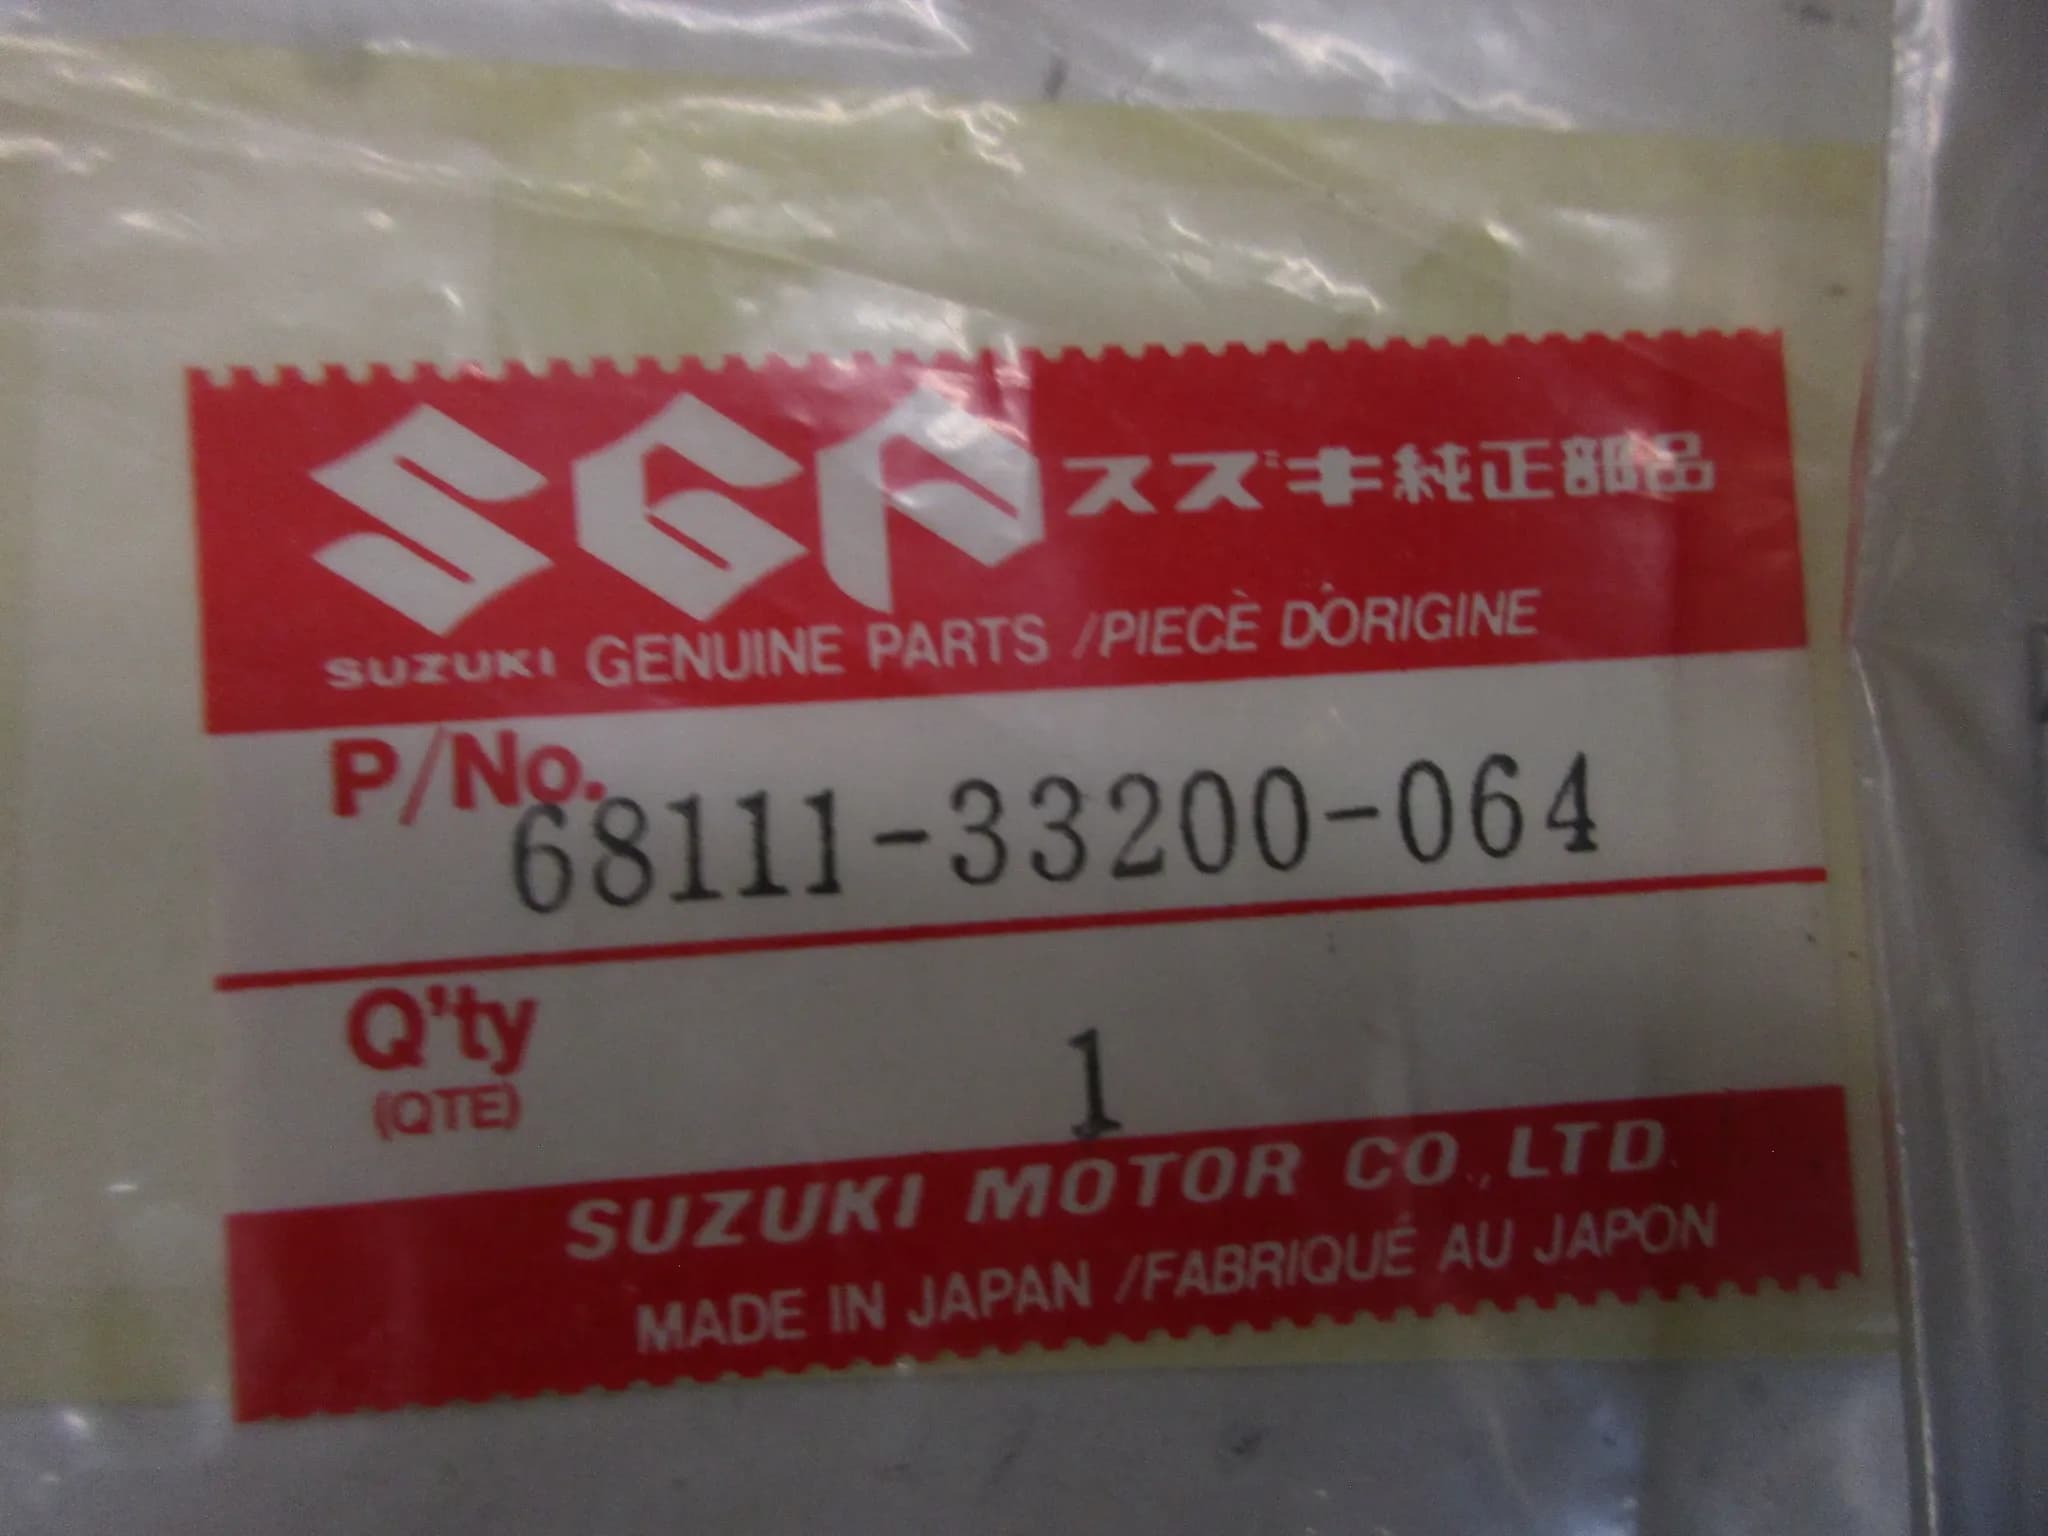 SGP スズキ純正部品
SUZUKI GENUINE PARTS /PIECÈ D'ORIGINE
P/No. 68111-33200-064
Q'ty
(QTE) 1
SUZUKI MOTOR CO., LTD.
MADE IN JAPAN /FABRIQUÉ AU JAPON